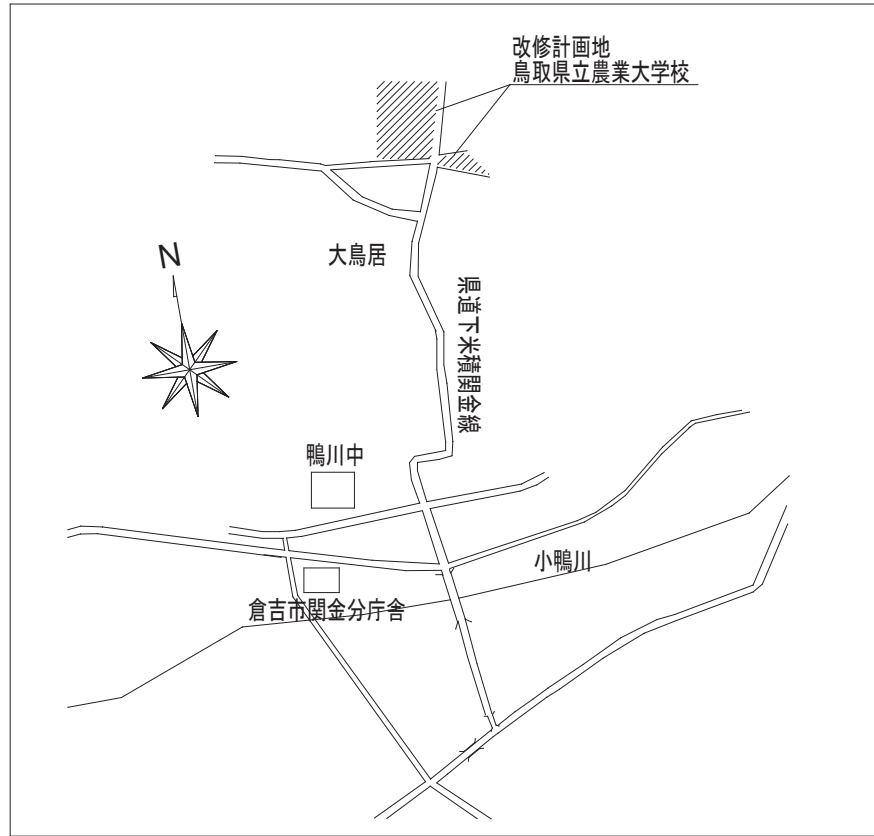 改修計画地
鳥取県立農業大学校
大鳥居
N
県道下米積関金線
鴨川中
小鴨川
倉吉市関金分庁舎